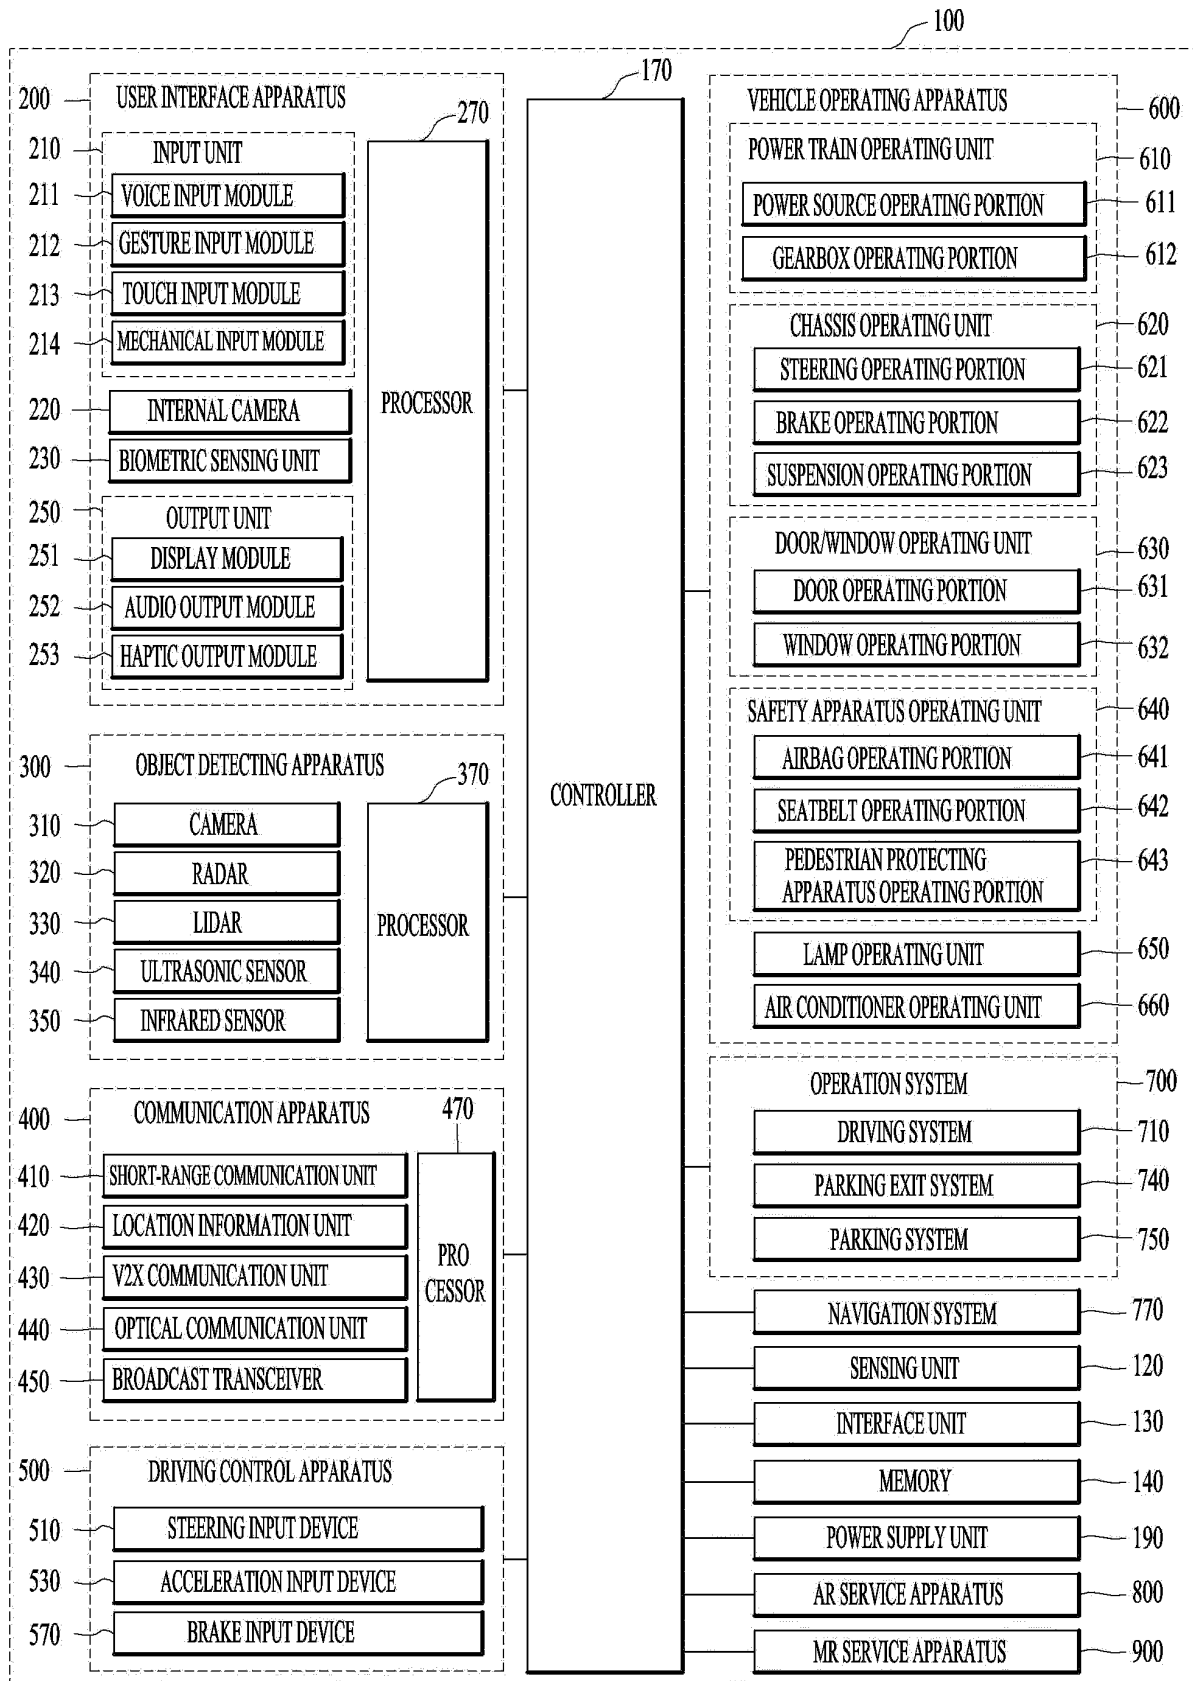 100
200
USER INTERFACE APPARATUS
270
210
INPUT UNIT
211
VOICE INPUT MODULE
212
GESTURE INPUT MODULE
213
TOUCH INPUT MODULE
214
MECHANICAL INPUT MODULE
PROCESSOR
220
INTERNAL CAMERA
230
BIOMETRIC SENSING UNIT
250
OUTPUT UNIT
251
DISPLAY MODULE
252
AUDIO OUTPUT MODULE
253
HAPTIC OUTPUT MODULE
300
OBJECT DETECTING APPARATUS
370
310
CAMERA
320
RADAR
330
LIDAR
PROCESSOR
340
ULTRASONIC SENSOR
350
INFRARED SENSOR
400
COMMUNICATION APPARATUS
470
410
SHORT-RANGE COMMUNICATION UNIT
420
LOCATION INFORMATION UNIT
430
V2X COMMUNICATION UNIT
PRO
CESSOR
440
OPTICAL COMMUNICATION UNIT
450
BROADCAST TRANSCEIVER
500
DRIVING CONTROL APPARATUS
510
STEERING INPUT DEVICE
530
ACCELERATION INPUT DEVICE
570
BRAKE INPUT DEVICE
170
CONTROLLER
VEHICLE OPERATING APPARATUS
600
POWER TRAIN OPERATING UNIT
610
POWER SOURCE OPERATING PORTION
611
GEARBOX OPERATING PORTION
612
CHASSIS OPERATING UNIT
620
STEERING OPERATING PORTION
621
BRAKE OPERATING PORTION
622
SUSPENSION OPERATING PORTION
623
DOOR/WINDOW OPERATING UNIT
630
DOOR OPERATING PORTION
631
WINDOW OPERATING PORTION
632
SAFETY APPARATUS OPERATING UNIT
640
AIRBAG OPERATING PORTION
641
SEATBELT OPERATING PORTION
642
PEDESTRIAN PROTECTING
APPARATUS OPERATING PORTION
643
LAMP OPERATING UNIT
650
AIR CONDITIONER OPERATING UNIT
660
OPERATION SYSTEM
700
DRIVING SYSTEM
710
PARKING EXIT SYSTEM
740
PARKING SYSTEM
750
NAVIGATION SYSTEM
770
SENSING UNIT
120
INTERFACE UNIT
130
MEMORY
140
POWER SUPPLY UNIT
190
AR SERVICE APPARATUS
800
MR SERVICE APPARATUS
900